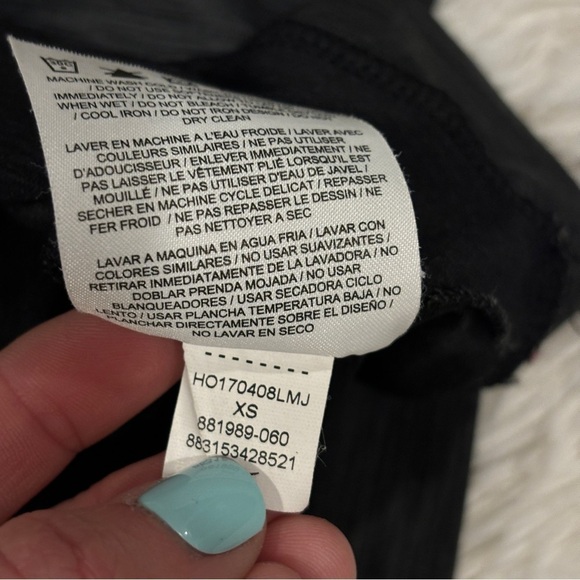 MACHINE WASH
/ DO NOT
IMMEDIATELY / DO NOT ALLOW
WHEN WET / DO NOT BLEACH /
/ COOL IRON / DO NOT IRON DESIGN / DO NOT
DRY CLEAN
LAVER EN MACHINE A L'EAU FROIDE / LAVER AVEC
COULEURS SIMILAIRES / NE PAS UTILISER
D'ADOUCISSEUR / ENLEVER IMMEDIATEMENT / NE
PAS LAISSER LE VÊTEMENT PLIÉ LORSQU'IL EST
MOUILLÉ / NE PAS UTILISER D'EAU DE JAVEL /
SECHER EN MACHINE CYCLE DELICAT / REPASSER
FER FROID / NE PAS REPASSER LE DESSIN / NE
PAS NETTOYER A SEC
LAVAR A MAQUINA EN AGUA FRIA / LAVAR CON
COLORES SIMILARES / NO USAR SUAVIZANTES /
RETIRAR INMEDIATAMENTE DE LA LAVADORA / NO
DOBLAR PRENDA MOJADA / NO USAR
BLANQUEADORES / USAR SECADORA CICLO
LENTO / USAR PLANCHA TEMPERATURA BAJA / NO
PLANCHAR DIRECTAMENTE SOBRE EL DISEÑO /
NO LAVAR EN SECO
HO170408LMJ
XS
881989-060
883153428521